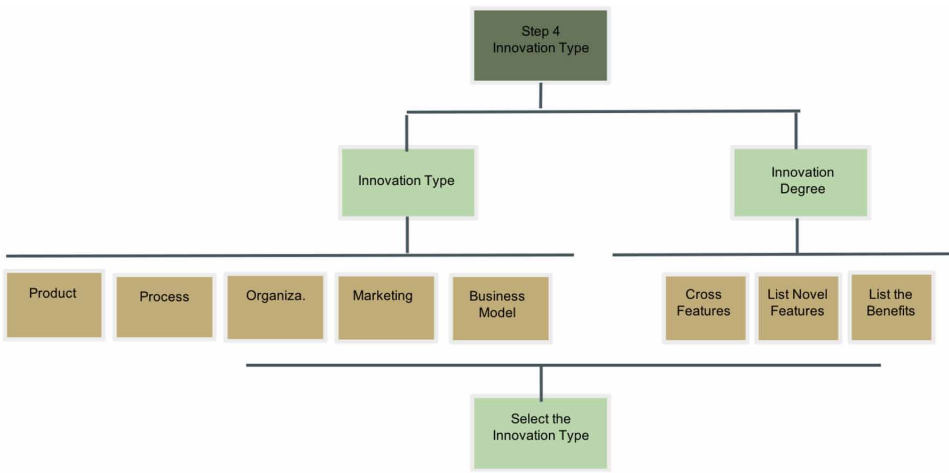 Step 4
Innovation Type
Innovation Type
Innovation
Degree
Product
Process
Organiza.
Marketing
Business
Model
Cross
Features
List Novel
Features
List the
Benefits
Select the
Innovation Type